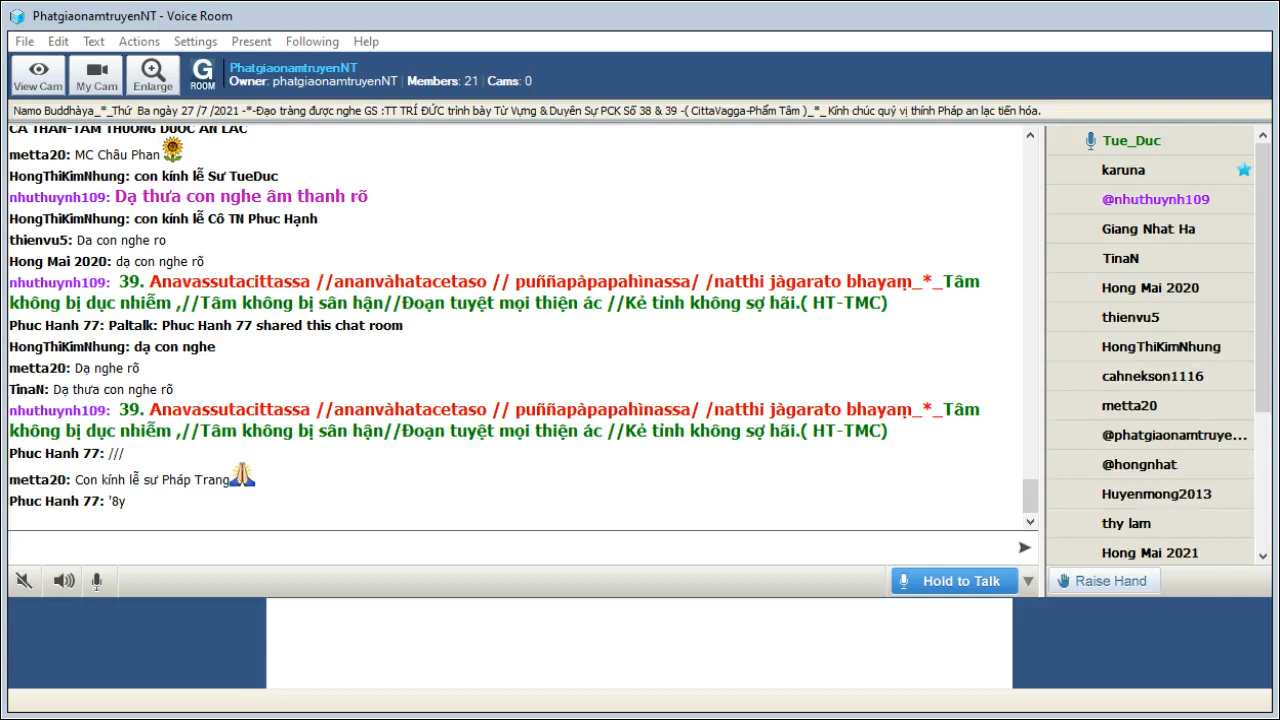 PhatgiaonamtruyenNT - Voice Room
File Edit Text Actions Settings Present Following Help
View Cam My Cam Enlarge G ROOM
PhatgiaonamtruyenNT
Owner: phatgiaonamtruyenNT | Members: 21 | Cams: 0
Namo Buddhàya_*_Thứ Ba ngày 27 /7 /2021 -*-Đạo tràng được nghe GS :TT TRÍ ĐỨC trình bày Từ Vựng & Duyên Sự PCK Số 38 & 39 -( CittaVagga-Phẩm Tâm )_*_ Kính chúc quý vị thính Pháp an lạc tiến hóa.
CẢ THÂN-TÂM THƯỜNG ĐƯỢC AN LẠC
metta20: MC Châu Phan
HongThiKimNhung: con kính lễ Sư TueDuc
nhuthuynh109: Dạ thưa con nghe âm thanh rõ
HongThiKimNhung: con kính lễ Cô TN Phuc Hạnh
thienvu5: Da con nghe ro
Hong Mai 2020: dạ con nghe rõ
nhuthuynh109: 39. Anavassutacittassa //ananvàhatacetaso // puññapàpapahìnassa/ /natthi jàgarato bhayaṃ_*_Tâm
không bị dục nhiễm ,//Tâm không bị sân hận//Đoạn tuyệt mọi thiện ác //Kẻ tỉnh không sợ hãi.( HT-TMC)
Phuc Hanh 77: Paltalk: Phuc Hanh 77 shared this chat room
HongThiKimNhung: dạ con nghe
metta20: Dạ nghe rõ
TinaN: Dạ thưa con nghe rõ
nhuthuynh109: 39. Anavassutacittassa //ananvàhatacetaso // puññapàpapahìnassa/ /natthi jàgarato bhayaṃ_*_Tâm
không bị dục nhiễm ,//Tâm không bị sân hận//Đoạn tuyệt mọi thiện ác //Kẻ tỉnh không sợ hãi.( HT-TMC)
Phuc Hanh 77: ///
metta20: Con kính lễ sư Pháp Trang
Phuc Hanh 77: '8y
Hold to Talk
Tue_Duc
karuna
@nhuthuynh109
Giang Nhat Ha
TinaN
Hong Mai 2020
thienvu5
HongThiKimNhung
cahnekson1116
metta20
@phatgiaonamtruye...
@hongnhat
Huyenmong2013
thy lam
Hong Mai 2021
Raise Hand